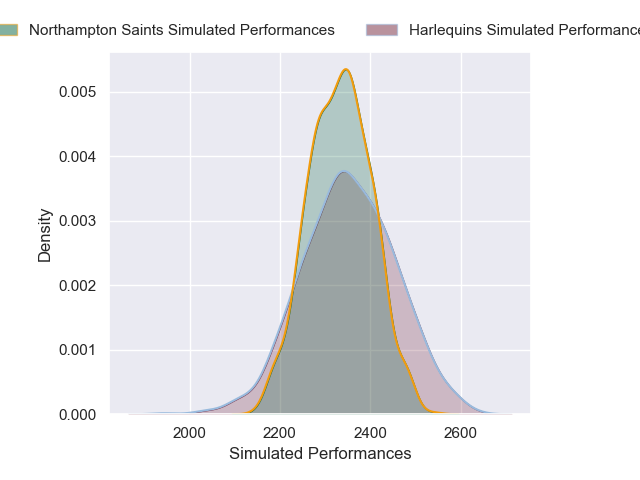 Northampton Saints Simulated Performances
Harlequins Simulated Performance
0.005
0.004
0.003
0.002
0.001
0.000
Density
2000 2200 2400 2600
Simulated Performances